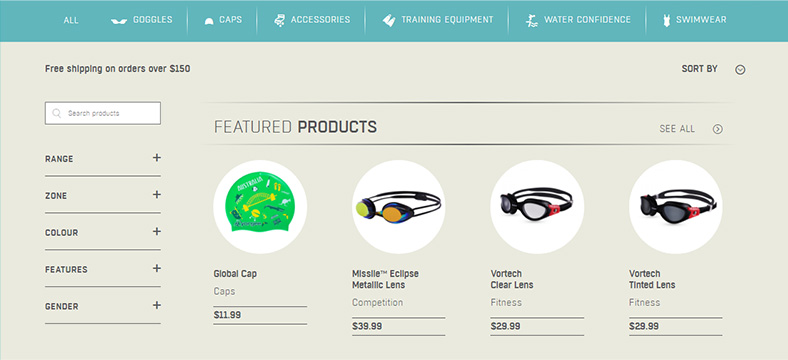 ALL GOGGLES CAPS ACCESSORIES TRAINING EQUIPMENT WATER CONFIDENCE SWIMWEAR
Free shipping on orders over $150
SORT BY
Search products
RANGE
ZONE
COLOUR
FEATURES
GENDER
FEATURED PRODUCTS
SEE ALL
AUSTRALIA
Global Cap
Caps
$11.99
Missile™ Eclipse
Metallic Lens
Competition
$39.99
Vortech
Clear Lens
Fitness
$29.99
Vortech
Tinted Lens
Fitness
$29.99